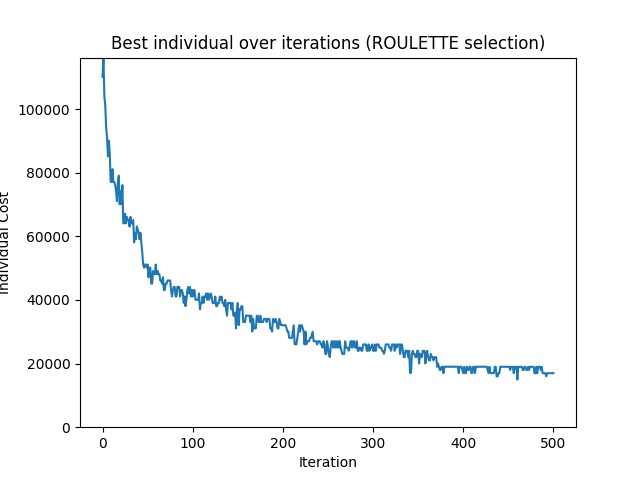 Best individual over iterations (ROULETTE selection)
Individual Cost
100000
80000
60000
40000
20000
0
0 100 200 300 400 500
Iteration